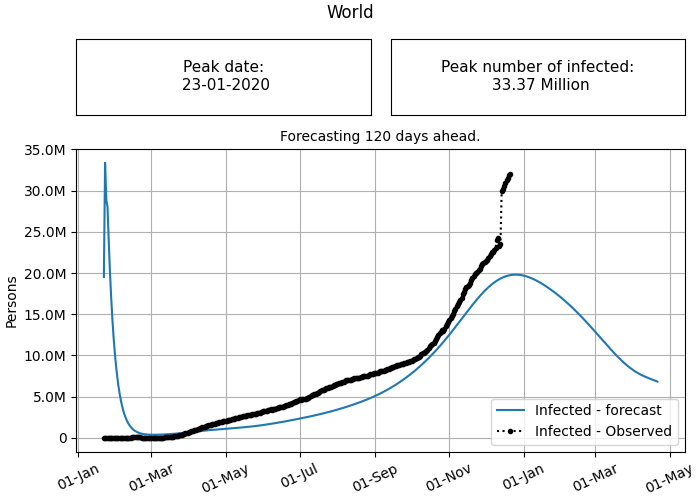 World
Peak date:
23-01-2020
Peak number of infected:
33.37 Million
Forecasting 120 days ahead.
35.0M
30.0M
25.0M
20.0M
15.0M
10.0M
5.0M
0
Persons
Infected - forecast
Infected - Observed
01-Jan
01-Mar
01-May
01-Jul
01-Sep
01-Nov
01-Jan
01-Mar
01-May